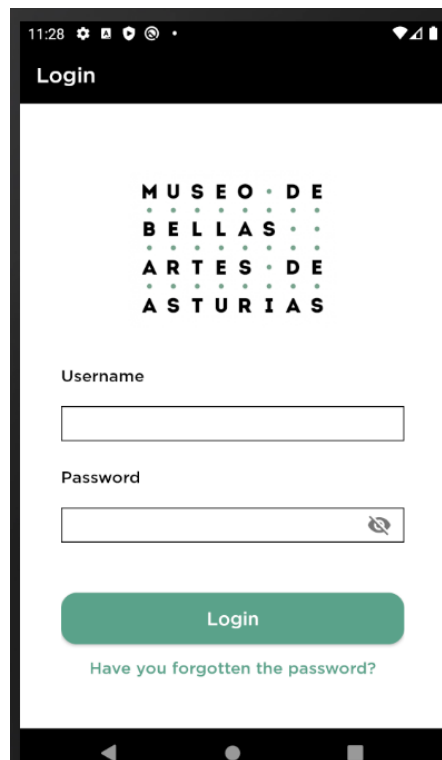 11:28
Login
MUSEO·DE
BELLAS··
ARTES·DE
ASTURIAS
Username
Password
Login
Have you forgotten the password?